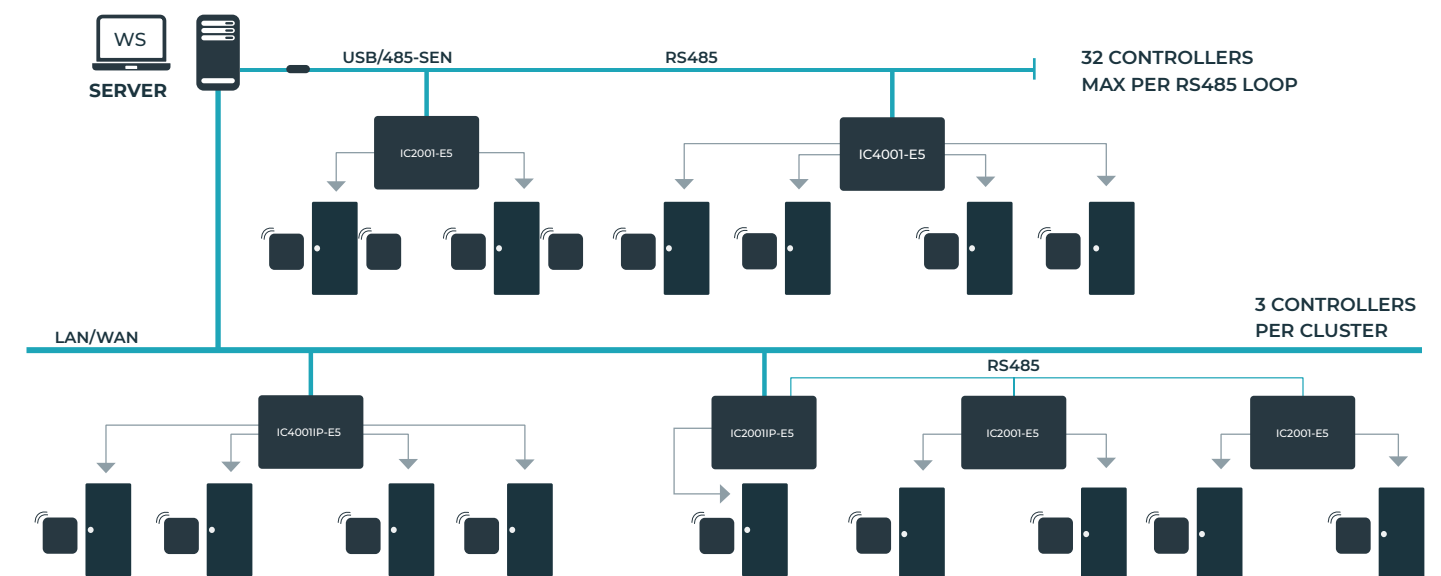 WS
SERVER
USB/485-SEN
RS485
32 CONTROLLERS
MAX PER RS485 LOOP
IC2001-E5
IC4001-E5
3 CONTROLLERS
PER CLUSTER
LAN/WAN
RS485
IC4001IP-E5
IC2001IP-E5
IC2001-E5
IC2001-E5